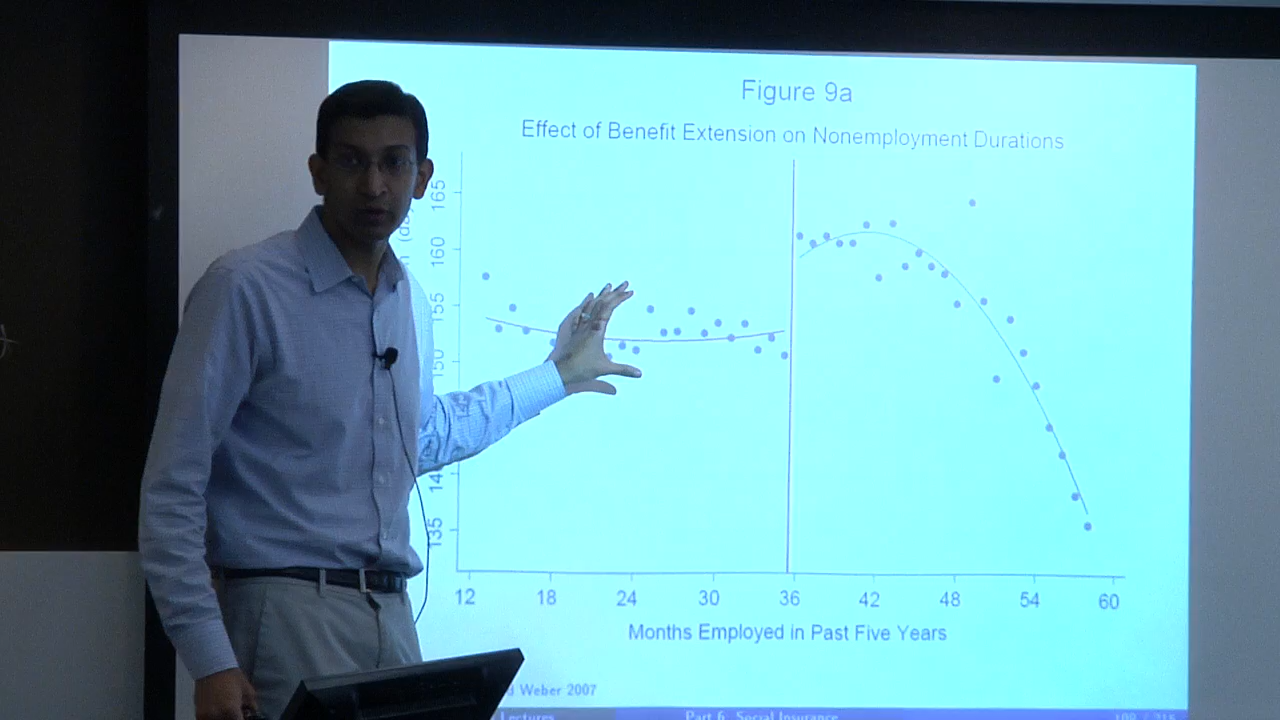 Figure 9a
Effect of Benefit Extension on Nonemployment Durations
165
160
155
150
135
12 18 24 30 36 42 48 54 60
Months Employed in Past Five Years
Weber 2007
Lectures
Part 6 Social Insurance